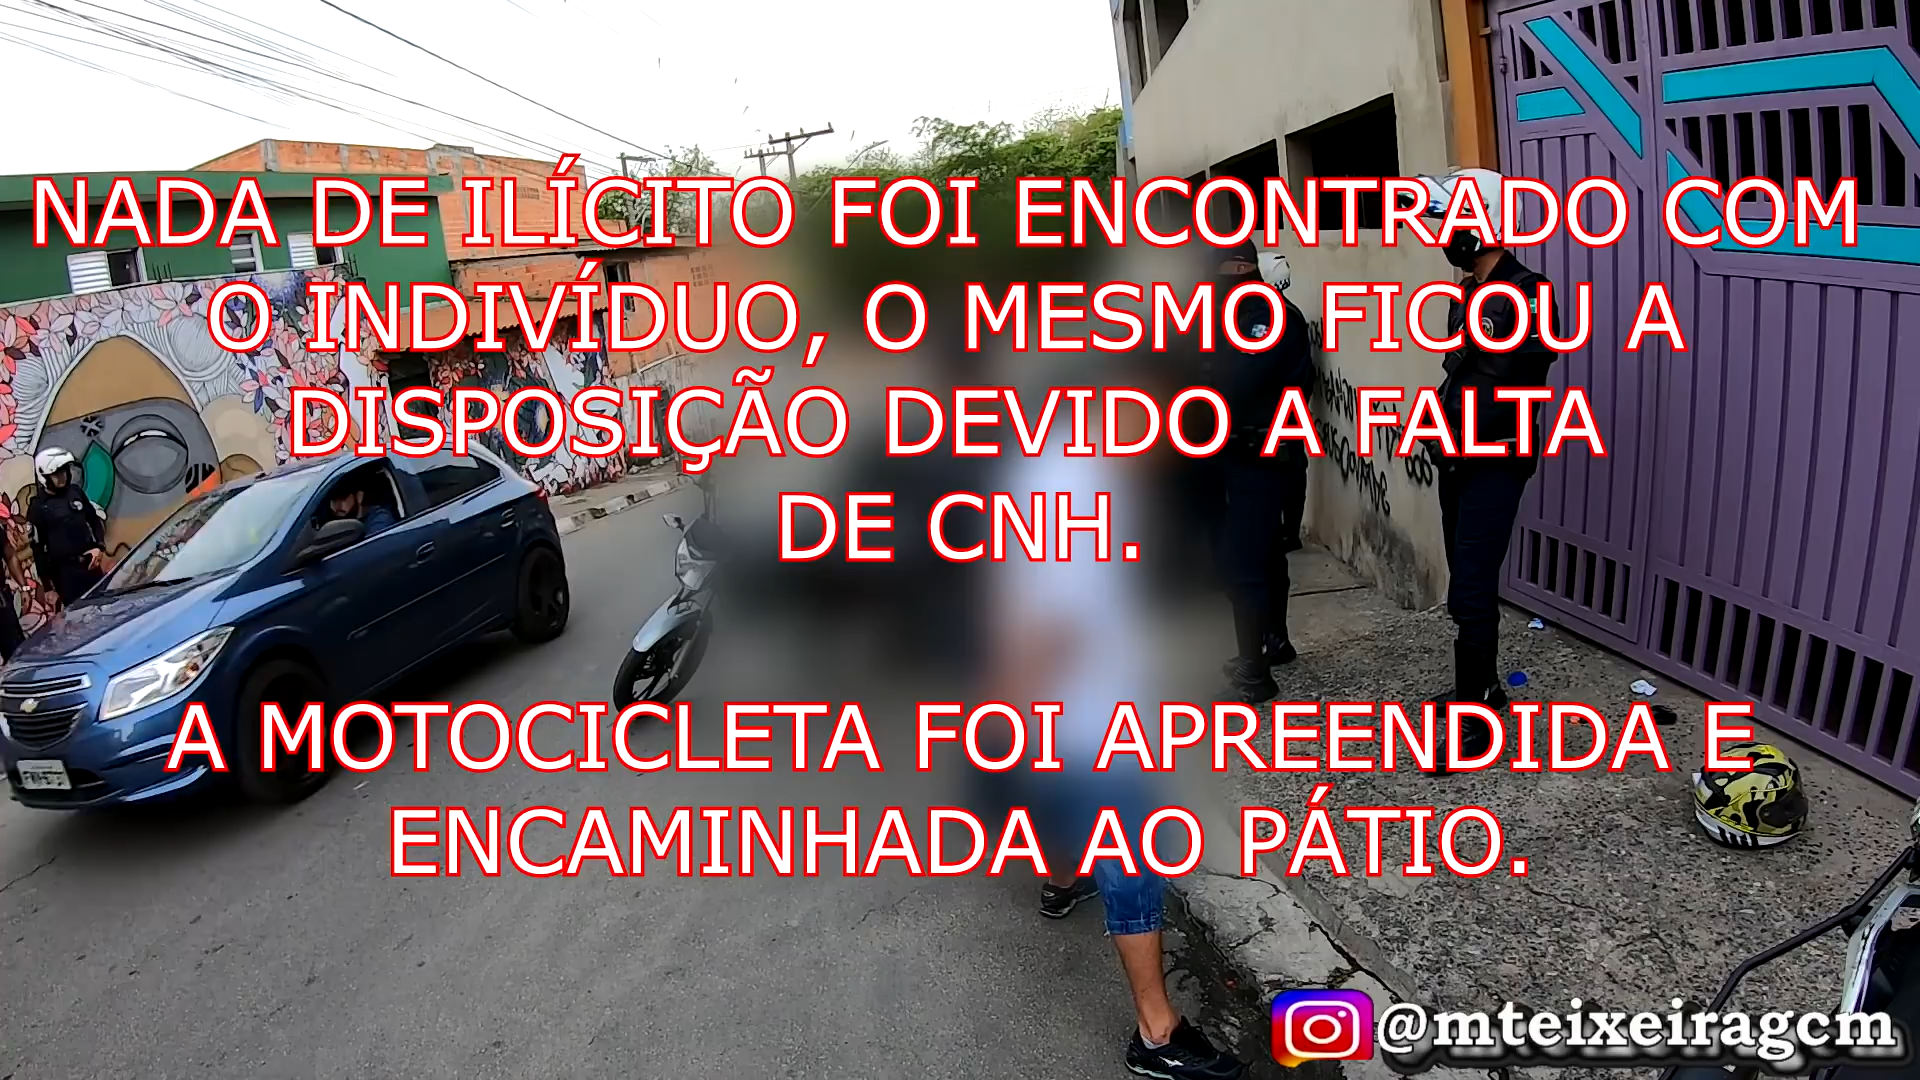 NADA DE ILÍCITO FOI ENCONTRADO COM
O INDIVÍDUO, O MESMO FICOU A
DISPOSIÇÃO DEVIDO A FALTA
DE CNH.
A MOTOCICLETA FOI APREENDIDA E
ENCAMINHADA AO PÁTIO.
@mteixeiragcm